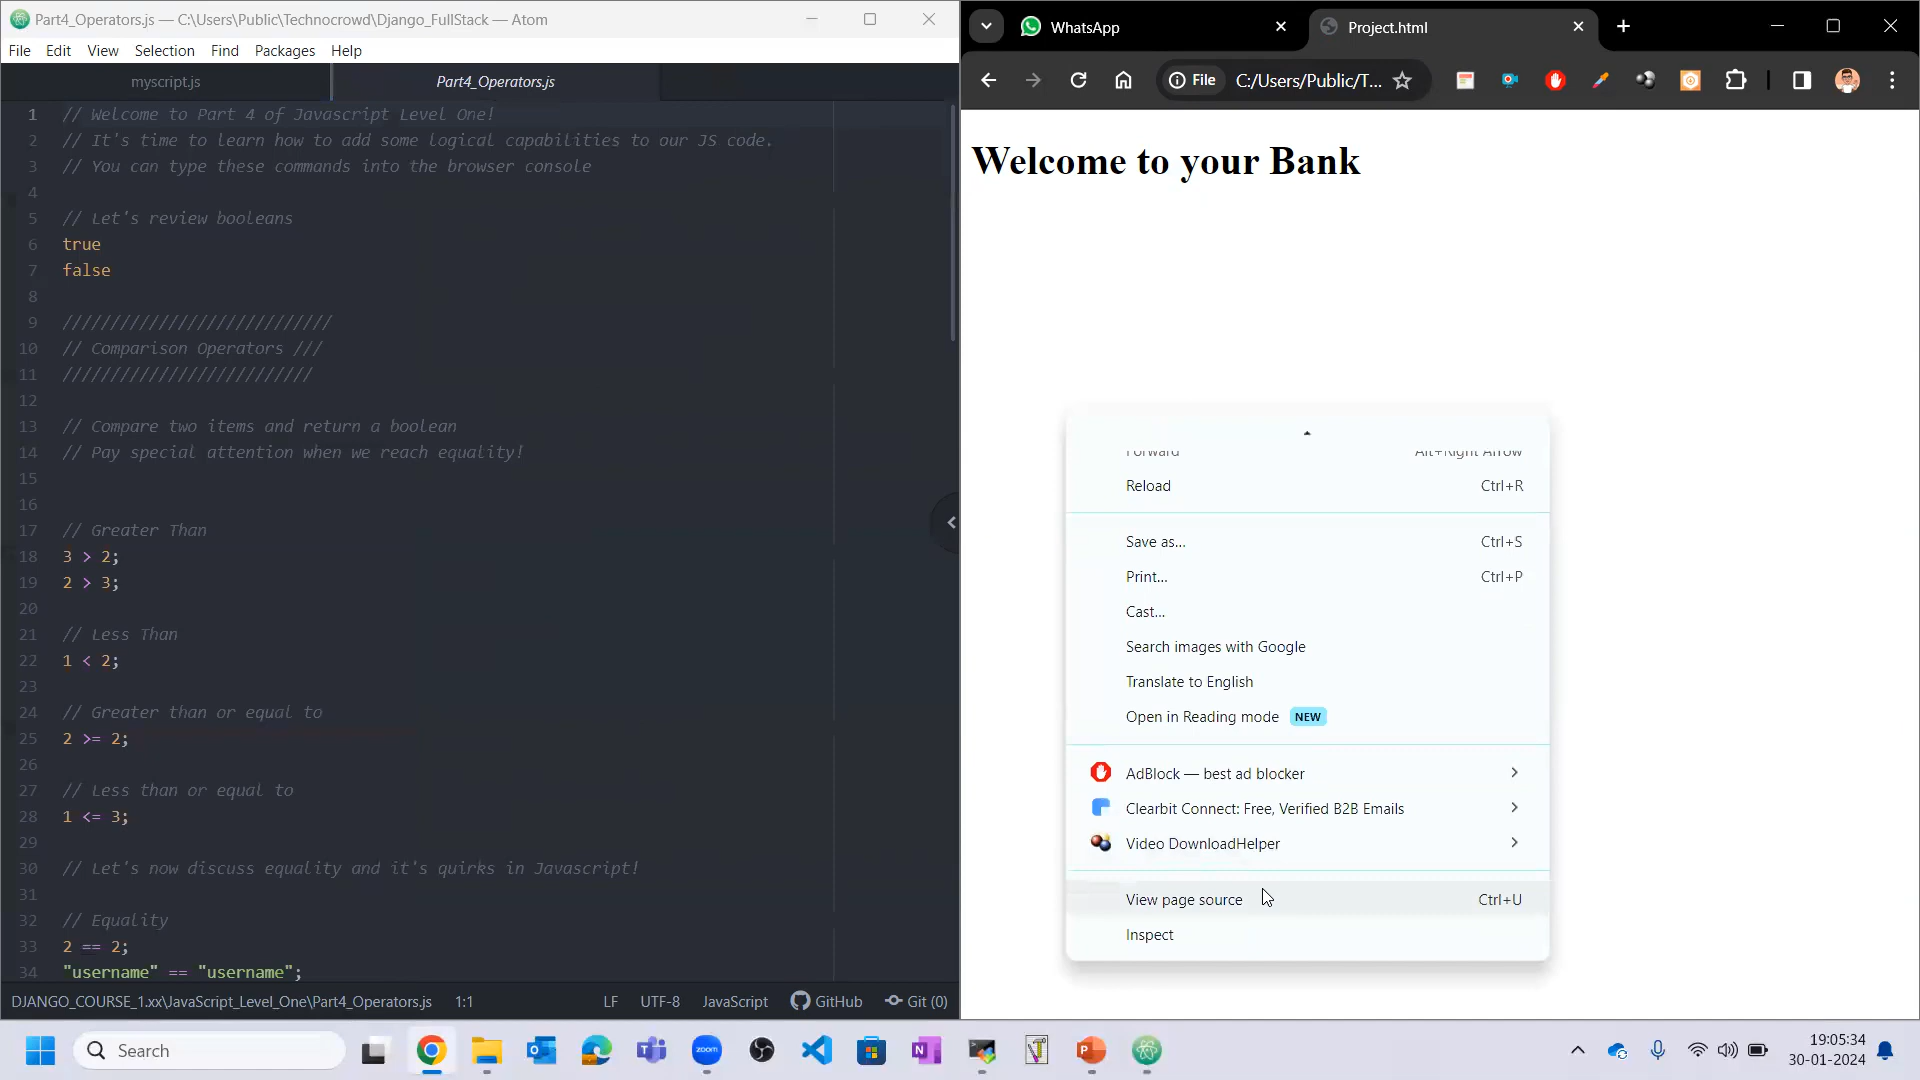 Part4_Operators.js — C:\Users\Public\Technocrowd\Django_FullStack — Atom
File Edit View Selection Find Packages Help
myscript.js
Part4_Operators.js
1 // Welcome to Part 4 of Javascript Level One!
2 // It's time to learn how to add some logical capabilities to our JS code.
3 // You can type these commands into the browser console
4
5 // Let's review booleans
6 true
7 false
8
9 ////////////////////////////
10 // Comparison Operators ///
11 //////////////////////////
12
13 // Compare two items and return a boolean
14 // Pay special attention when we reach equality!
15
16
17 // Greater Than
18 3 > 2;
19 2 > 3;
20
21 // Less Than
22 1 < 2;
23
24 // Greater than or equal to
25 2 >= 2;
26
27 // Less than or equal to
28 1 <= 3;
29
30 // Let's now discuss equality and it's quirks in Javascript!
31
32 // Equality
33 2 == 2;
34 "username" == "username";
DJANGO_COURSE_1.xx\JavaScript_Level_One\Part4_Operators.js 1:1 LF UTF-8 JavaScript GitHub Git (0)
WhatsApp
Project.html
File C:/Users/Public/T...
Welcome to your Bank
Forward Alt+Right Arrow
Reload Ctrl+R
Save as... Ctrl+S
Print... Ctrl+P
Cast...
Search images with Google
Translate to English
Open in Reading mode NEW
AdBlock — best ad blocker
Clearbit Connect: Free, Verified B2B Emails
Video DownloadHelper
View page source Ctrl+U
Inspect
Search
zoom
19:05:34
30-01-2024